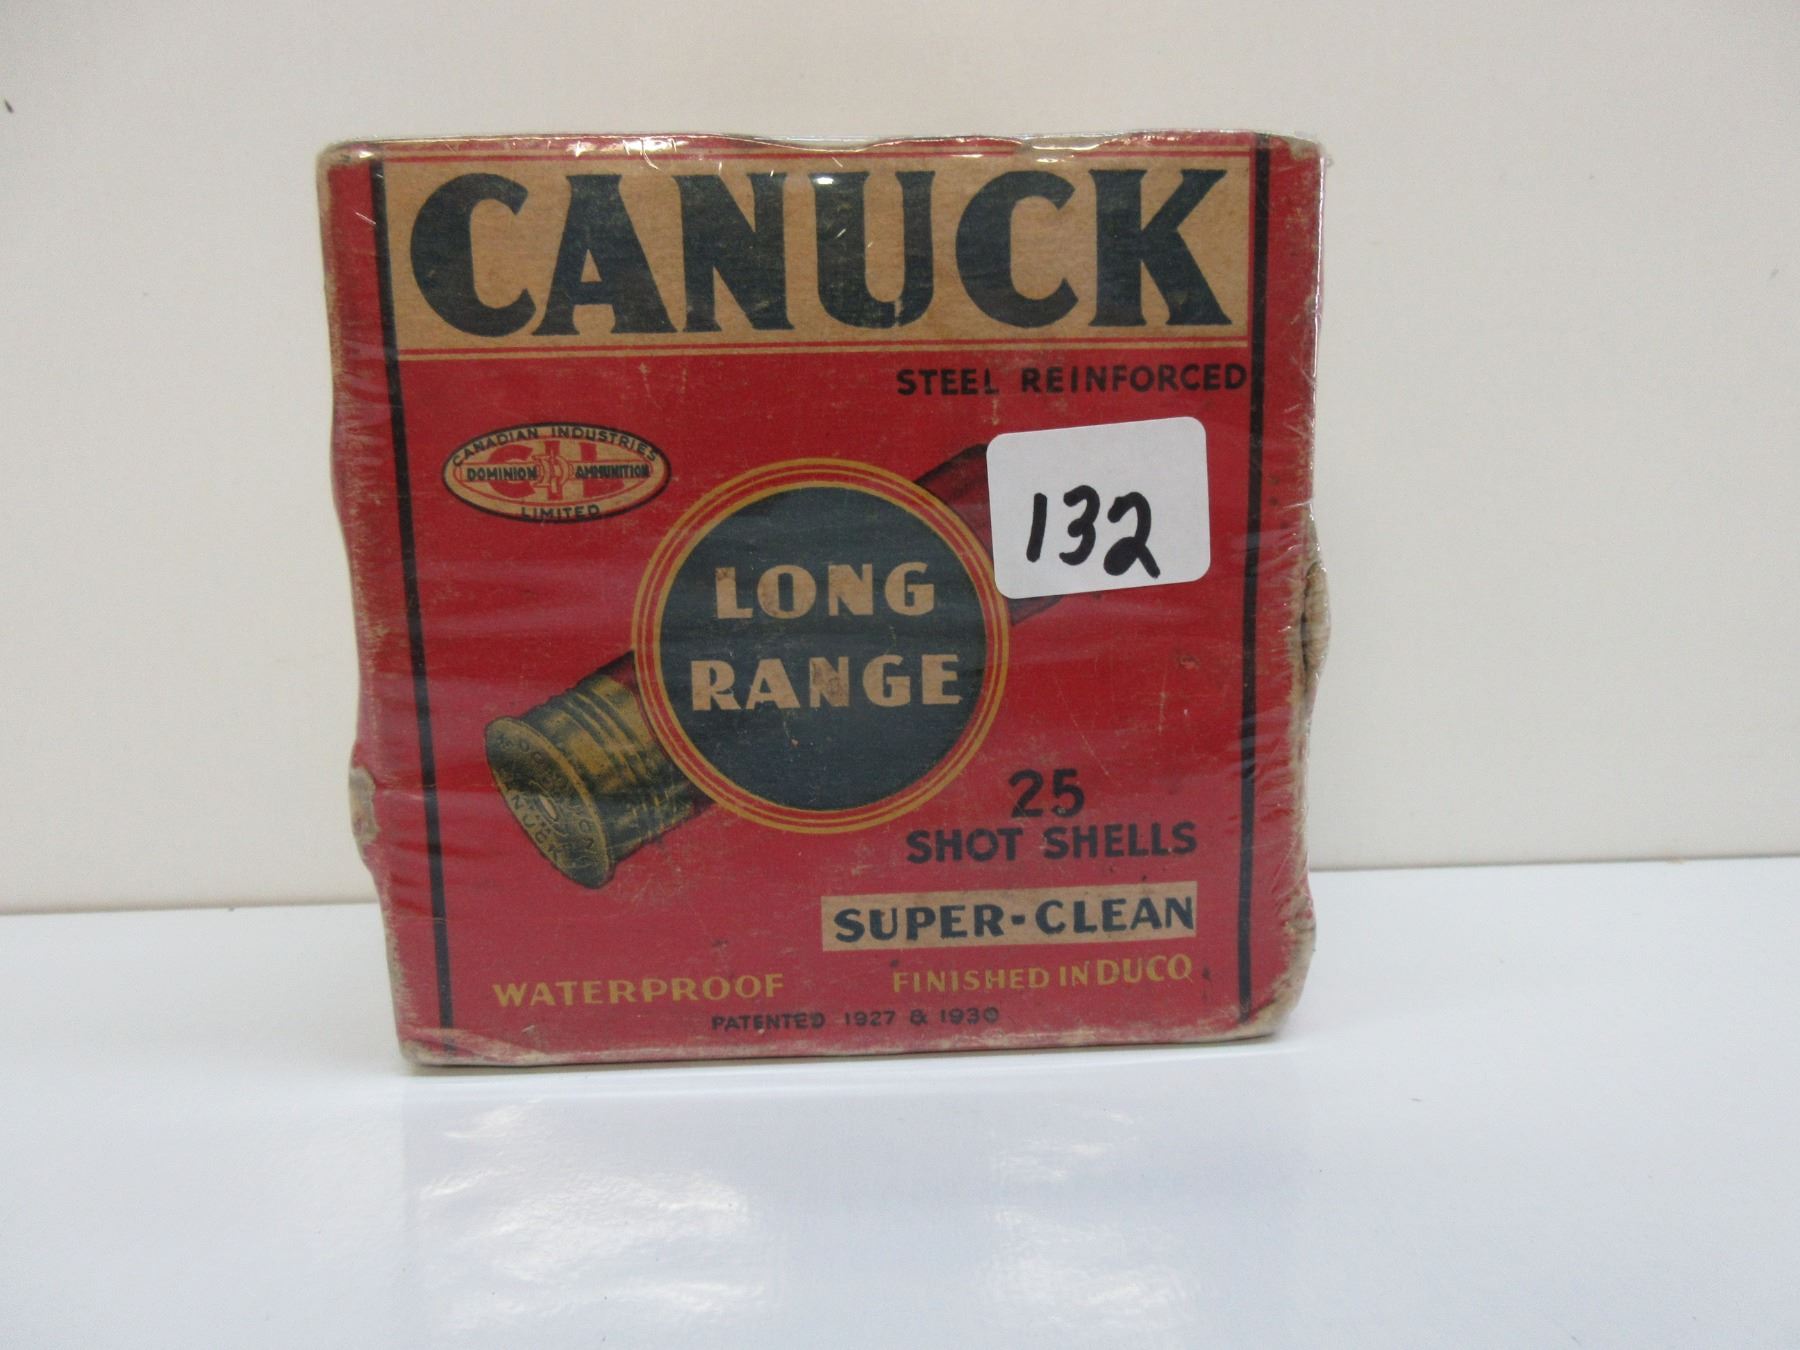 CANUCK
STEEL REINFORCED
CANADIAN INDUSTRIES
C-I-L
DOMINION AMMUNITION
LIMITED
132
LONG
RANGE
25
SHOT SHELLS
SUPER-CLEAN
WATERPROOF FINISHED IN DUCO
PATENTED 1927 & 1930